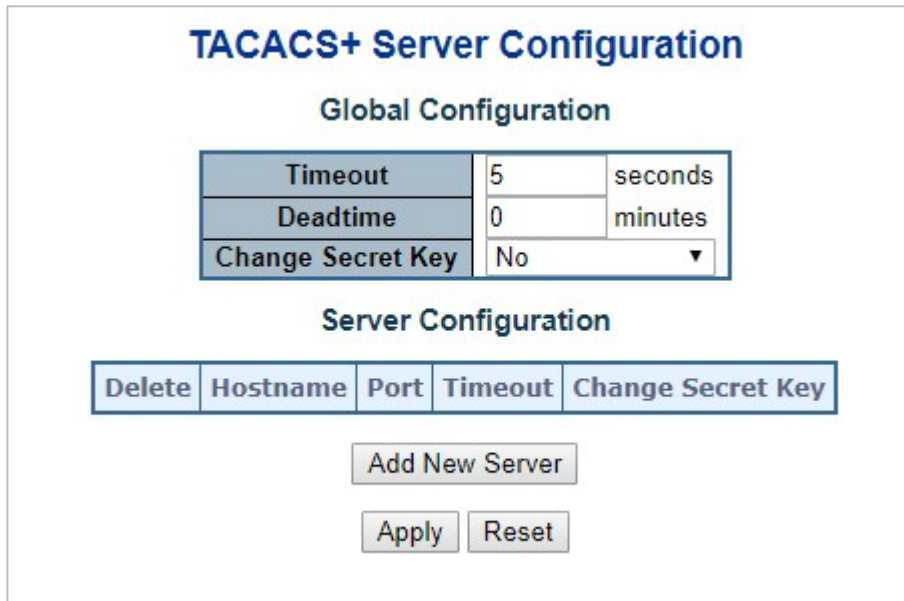 TACACS+ Server Configuration
Global Configuration
Timeout 5 seconds
Deadtime 0 minutes
Change Secret Key No
Server Configuration
Delete Hostname Port Timeout Change Secret Key
Add New Server
Apply Reset